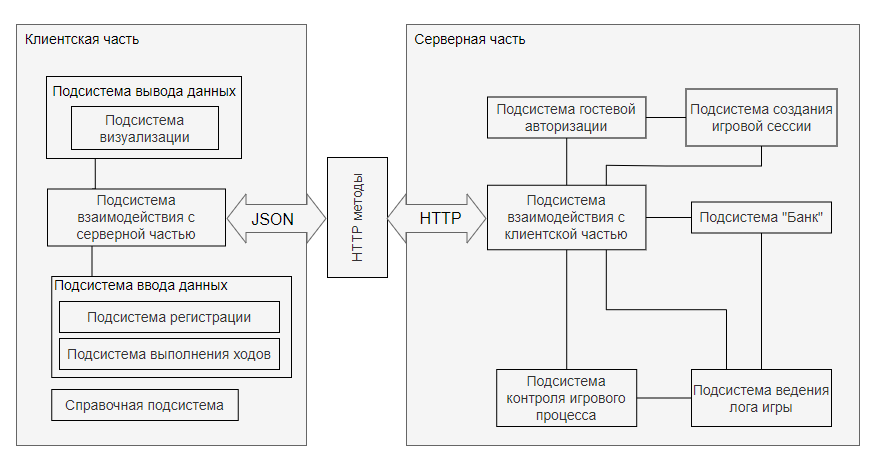 Клиентская часть
Подсистема вывода данных
Подсистема
визуализации
Подсистема
взаимодействия с
серверной частью
Подсистема ввода данных
Подсистема регистрации
Подсистема выполнения ходов
Справочная подсистема
JSON
HTTP методы
HTTP
Серверная часть
Подсистема гостевой
авторизации
Подсистема создания
игровой сессии
Подсистема
взаимодействия с
клиентской частью
Подсистема "Банк"
Подсистема
контроля игрового
процесса
Подсистема ведения
лога игры